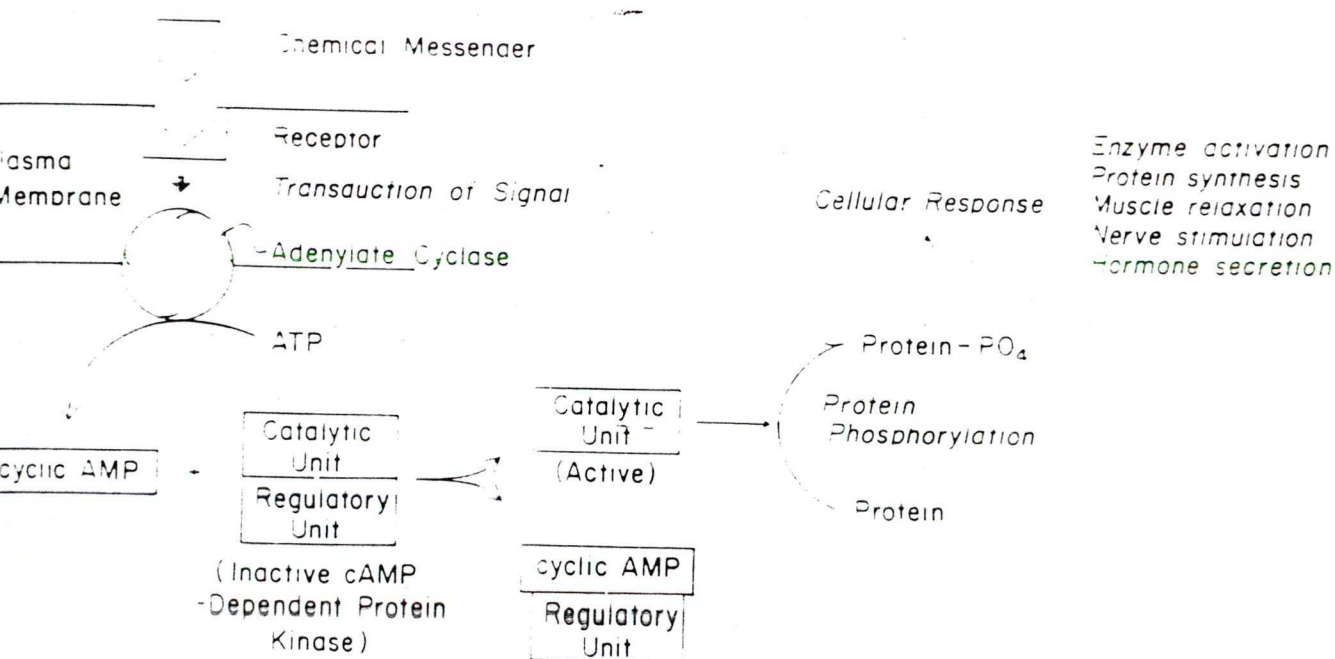 Chemical Messenger
Receptor
Plasma
Membrane
Transduction of Signal
Adenylate Cyclase
ATP
cyclic AMP
+
Catalytic
Unit
Regulatory
Unit
(Inactive cAMP
-Dependent Protein
Kinase)
Catalytic
Unit
(Active)
cyclic AMP
Regulatory
Unit
Cellular Response
Enzyme activation
Protein synthesis
Muscle relaxation
Nerve stimulation
Hormone secretion
Protein-PO₄
Protein
Phosphorylation
Protein